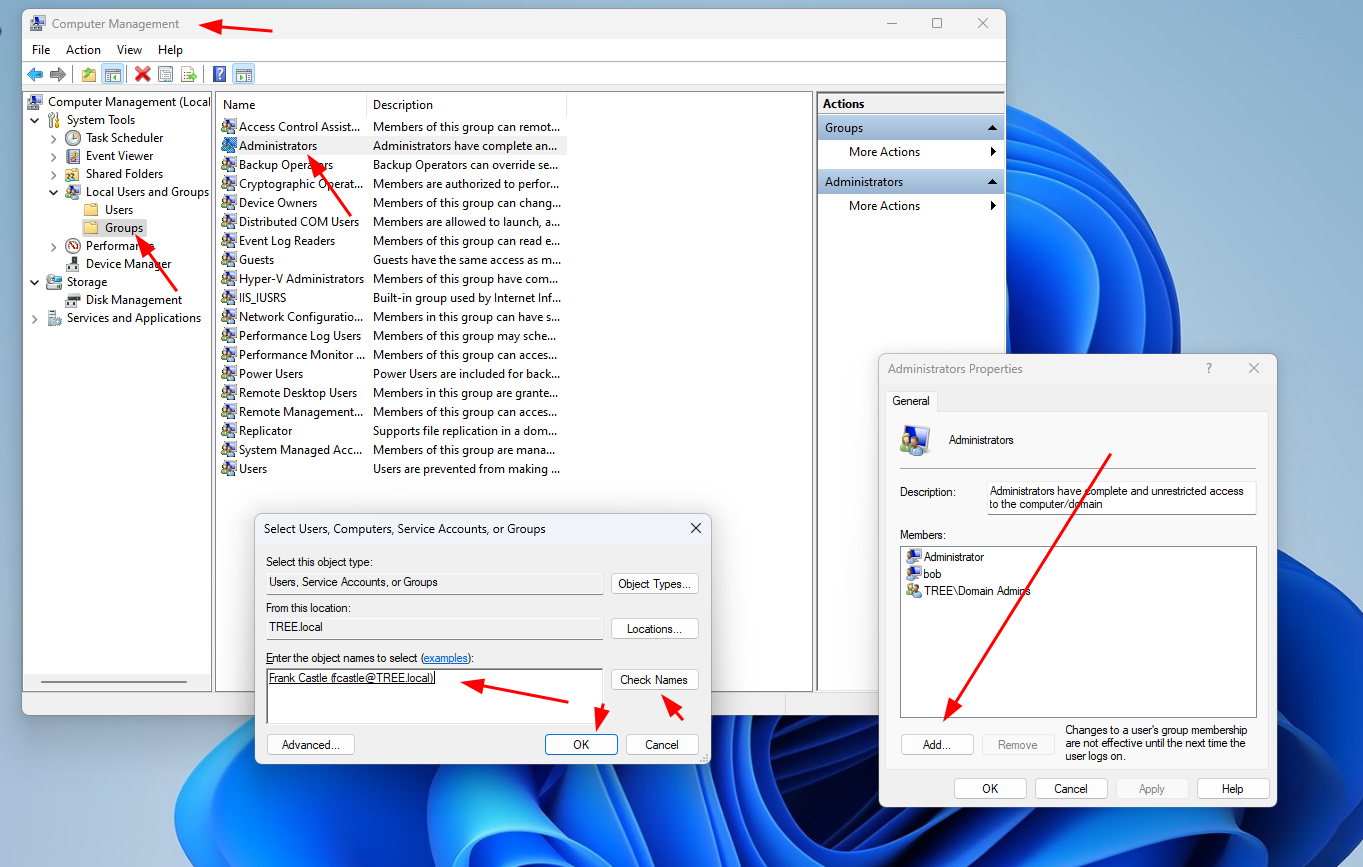 Computer Management
File Action View Help
Computer Management (Local
System Tools
Task Scheduler
Event Viewer
Shared Folders
Local Users and Groups
Users
Groups
Performance
Device Manager
Storage
Disk Management
Services and Applications
Name Description
Access Control Assist... Members of this group can remot...
Administrators Administrators have complete an...
Backup Operators Backup Operators can override se...
Cryptographic Operat... Members are authorized to perfor...
Device Owners Members of this group can chang...
Distributed COM Users Members are allowed to launch, a...
Event Log Readers Members of this group can read e...
Guests Guests have the same access as m...
Hyper-V Administrators Members of this group have com...
IIS_IUSRS Built-in group used by Internet Inf...
Network Configuratio... Members in this group can have s...
Performance Log Users Members of this group may sche...
Performance Monitor ... Members of this group can acces...
Power Users Power Users are included for back...
Remote Desktop Users Members in this group are grante...
Remote Management... Members of this group can acces...
Replicator Supports file replication in a dom...
System Managed Acc... Members of this group are mana...
Users Users are prevented from making ...
Actions
Groups
More Actions
Administrators
More Actions
Select Users, Computers, Service Accounts, or Groups
Select this object type:
Users, Service Accounts, or Groups Object Types...
From this location:
TREE.local Locations...
Enter the object names to select (examples):
Frank Castle (fcastle@TREE.local) Check Names
Advanced... OK Cancel
Administrators Properties ?
General
Administrators
Description: Administrators have complete and unrestricted access
to the computer/domain
Members:
Administrator
bob
TREE\Domain Admins
Add... Remove
Changes to a user's group membership
are not effective until the next time the
user logs on.
OK Cancel Apply Help